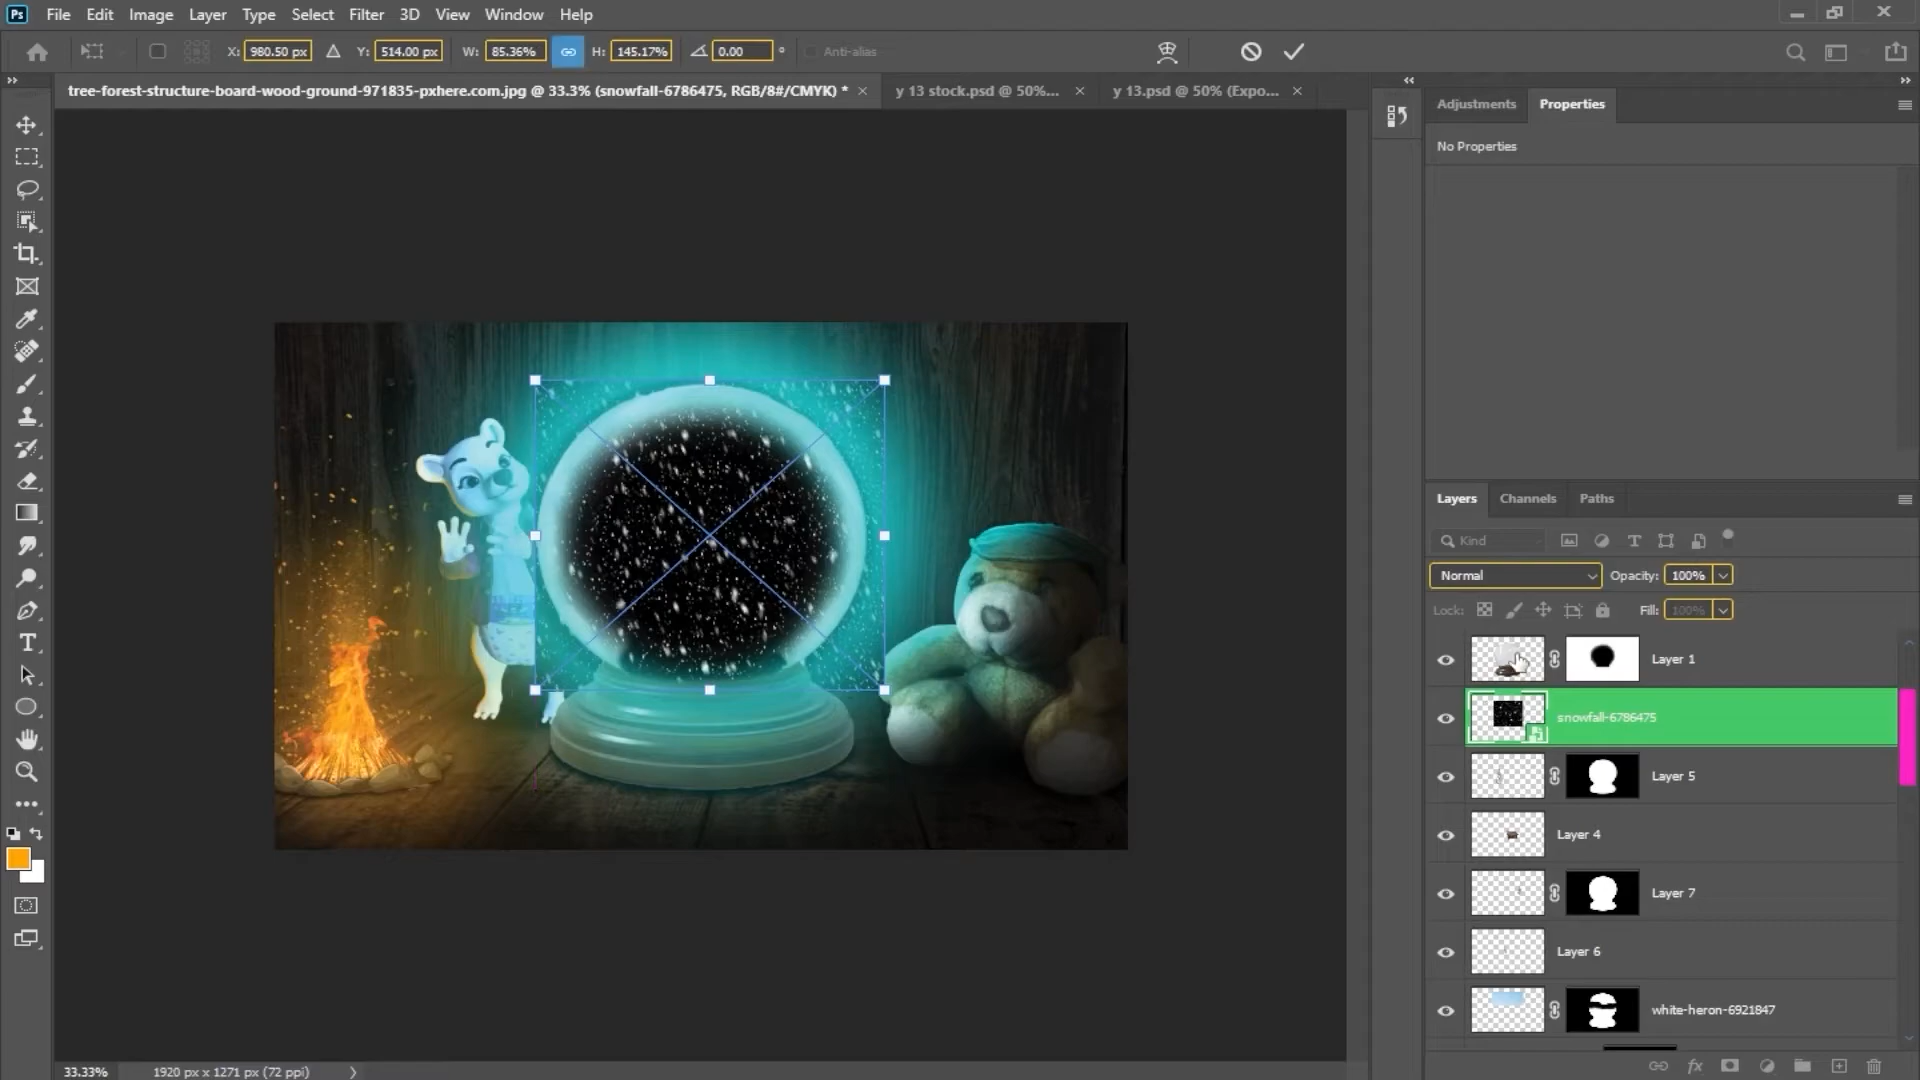 Ps File Edit Image Layer Type Select Filter 3D View Window Help
X: 980.50 px Y: 514.00 px W: 85.36% H: 145.17% 0.00 ° Anti-alias
tree-forest-structure-board-wood-ground-971835-pxhere.com.jpg @ 33.3% (snowfall-6786475, RGB/8#/CMYK) * y 13 stock.psd @ 50%... y 13.psd @ 50% (Expo...
Adjustments Properties
No Properties
Layers Channels Paths
Kind
Normal Opacity: 100%
Lock: Fill: 100%
Layer 1
snowfall-6786475
Layer 5
Layer 4
Layer 7
Layer 6
white-heron-6921847
33.33% 1920 px x 1271 px (72 ppi)